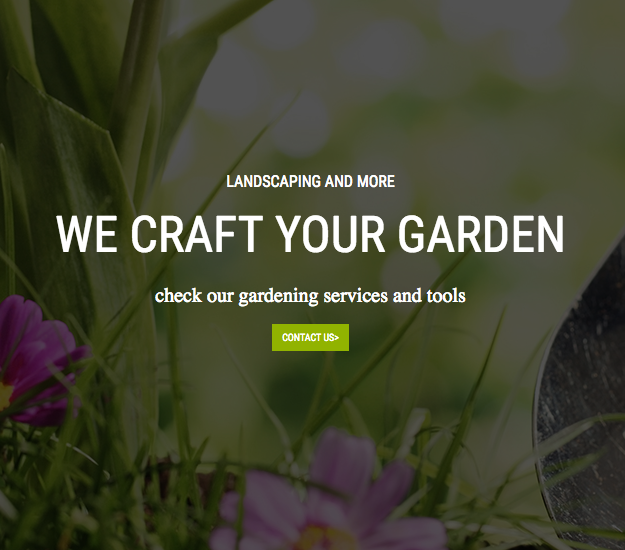 LANDSCAPING AND MORE
WE CRAFT YOUR GARDEN
check our gardening services and tools
CONTACT US>